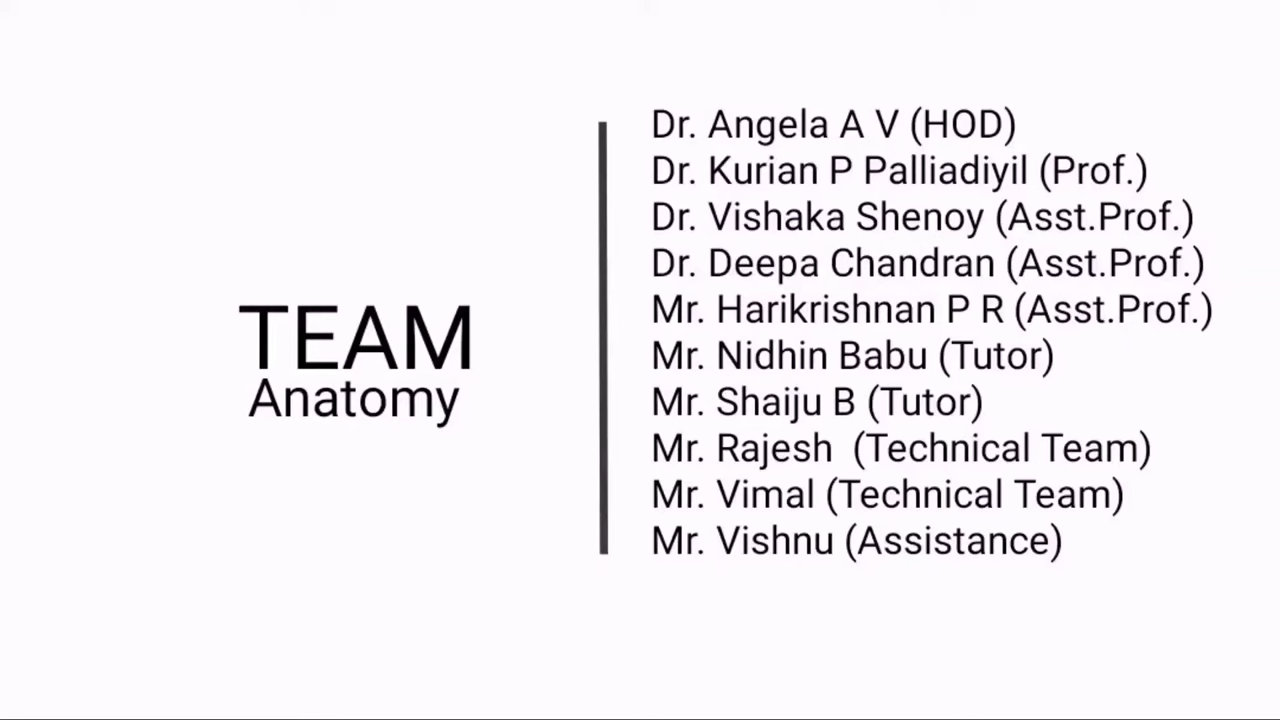 TEAM
Anatomy
Dr. Angela A V (HOD)
Dr. Kurian P Palliadiyil (Prof.)
Dr. Vishaka Shenoy (Asst.Prof.)
Dr. Deepa Chandran (Asst.Prof.)
Mr. Harikrishnan P R (Asst.Prof.)
Mr. Nidhin Babu (Tutor)
Mr. Shaiju B (Tutor)
Mr. Rajesh  (Technical Team)
Mr. Vimal (Technical Team)
Mr. Vishnu (Assistance)